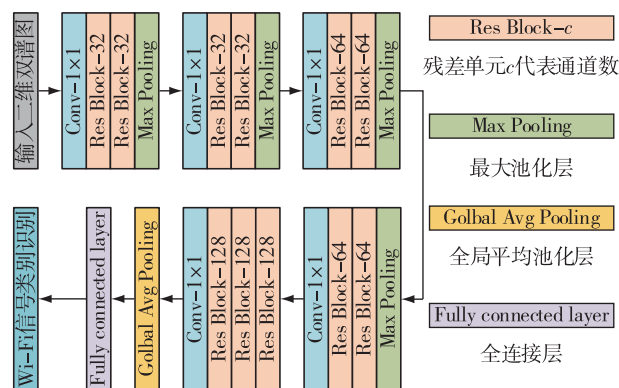 输入二维双谱图
Conv-1×1
Res Block-32
Res Block-32
Max Pooling
Conv-1×1
Res Block-32
Res Block-32
Max Pooling
Conv-1×1
Res Block-64
Res Block-64
Max Pooling
Res Block-c
残差单元c代表通道数
Max Pooling
最大池化层
Golbal Avg Pooling
全局平均池化层
Fully connected layer
全连接层
Wi-Fi信号类别识别
Fully connected layer
Golbal Avg Pooling
Conv-1×1
Res Block-128
Res Block-128
Res Block-128
Conv-1×1
Res Block-64
Res Block-64
Max Pooling